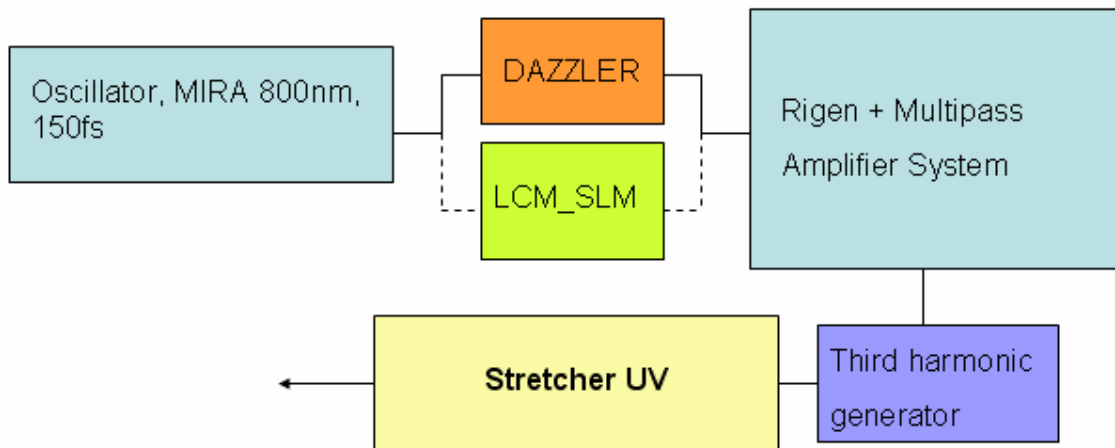 Oscillator, MIRA 800nm,
150fs
DAZZLER
LCM_SLM
Rigen + Multipass
Amplifier System
Stretcher UV
Third harmonic
generator